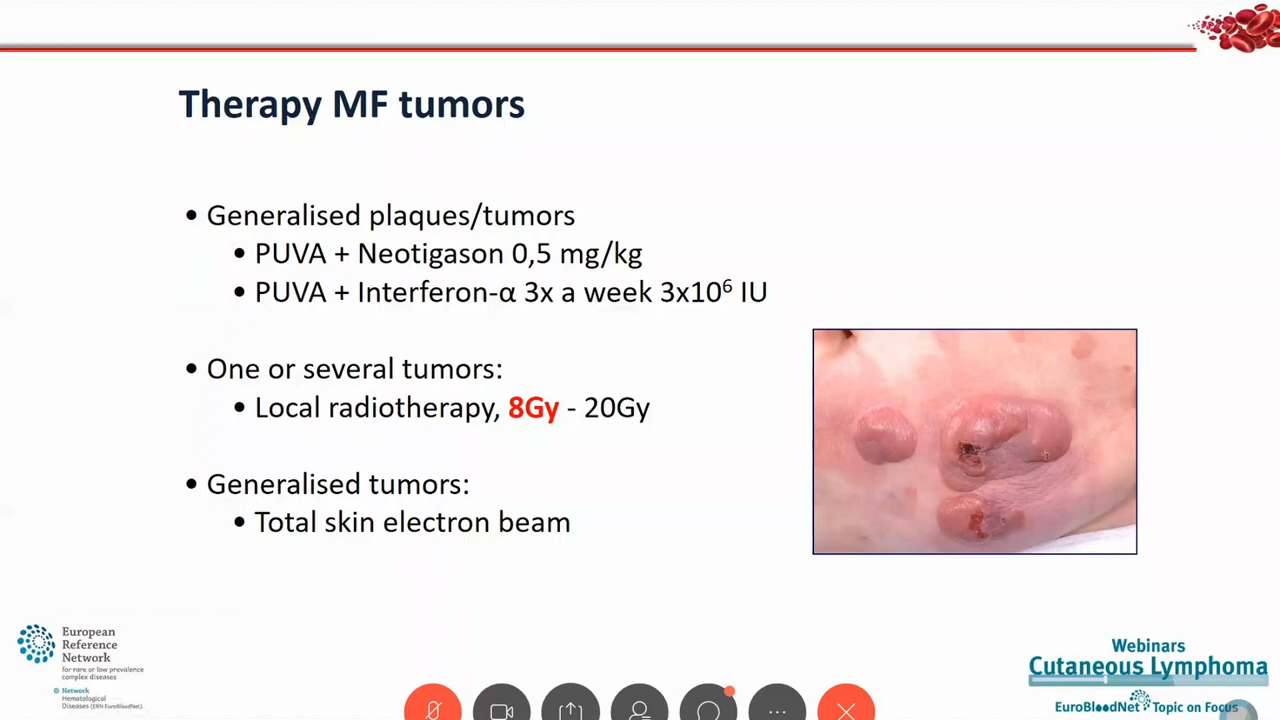 Therapy MF tumors
• Generalised plaques/tumors
• PUVA + Neotigason 0,5 mg/kg
• PUVA + Interferon-α 3x a week 3x10⁶ IU
• One or several tumors:
• Local radiotherapy, 8Gy - 20Gy
• Generalised tumors:
• Total skin electron beam
European
Reference
Network
for rare or low prevalence
complex diseases
Network
Hematological
Diseases (ERN EuroBloodNet)
Webinars
Cutaneous Lymphoma
EuroBloodNet Topic on Focus